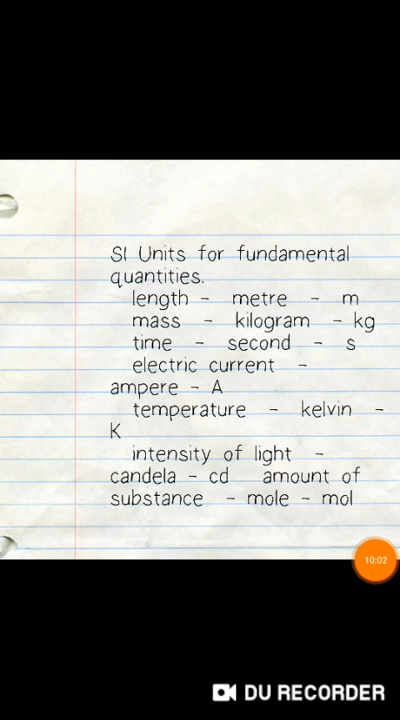 SI Units for fundamental
quantities.
length - metre - m
mass - kilogram - kg
time - second - s
electric current -
ampere - A
temperature - kelvin -
K
intensity of light -
candela - cd amount of
substance - mole - mol
10:02
DU RECORDER